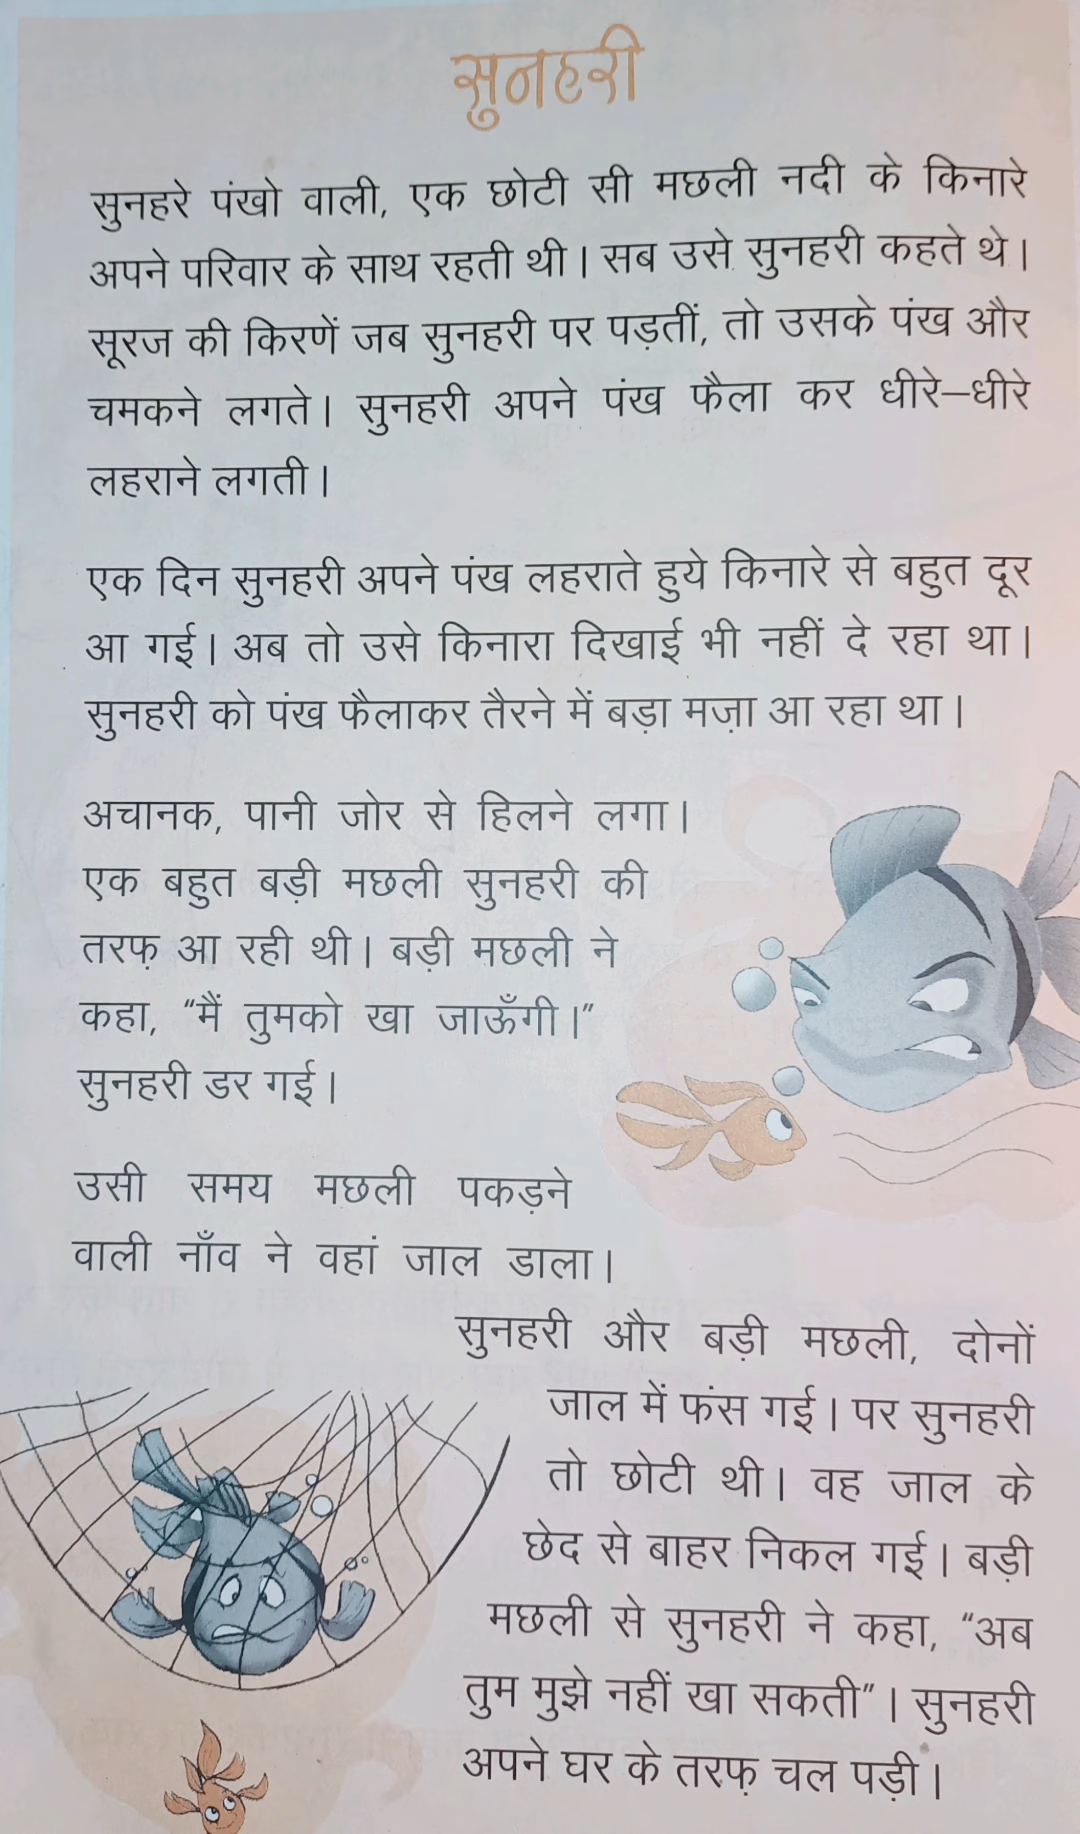 सुनहरी
सुनहरे पंखो वाली, एक छोटी सी मछली नदी के किनारे
अपने परिवार के साथ रहती थी। सब उसे सुनहरी कहते थे।
सूरज की किरणें जब सुनहरी पर पड़तीं, तो उसके पंख और
चमकने लगते। सुनहरी अपने पंख फैला कर धीरे–धीरे
लहराने लगती।
एक दिन सुनहरी अपने पंख लहराते हुये किनारे से बहुत दूर
आ गई। अब तो उसे किनारा दिखाई भी नहीं दे रहा था।
सुनहरी को पंख फैलाकर तैरने में बड़ा मज़ा आ रहा था।
अचानक, पानी जोर से हिलने लगा।
एक बहुत बड़ी मछली सुनहरी की
तरफ़ आ रही थी। बड़ी मछली ने
कहा, “मैं तुमको खा जाऊँगी।”
सुनहरी डर गई।
उसी समय मछली पकड़ने
वाली नाँव ने वहां जाल डाला।
सुनहरी और बड़ी मछली, दोनों
जाल में फंस गई। पर सुनहरी
तो छोटी थी। वह जाल के
छेद से बाहर निकल गई। बड़ी
मछली से सुनहरी ने कहा, “अब
तुम मुझे नहीं खा सकती”। सुनहरी
अपने घर के तरफ़ चल पड़ी।